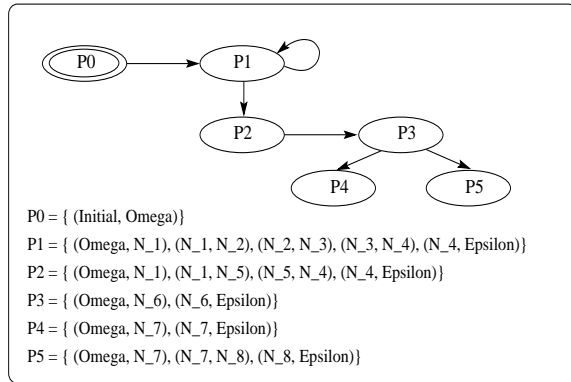 P0 P1
P2 P3
P4 P5
P0 = { (Initial, Omega)}
P1 = { (Omega, N_1), (N_1, N_2), (N_2, N_3), (N_3, N_4), (N_4, Epsilon)}
P2 = { (Omega, N_1), (N_1, N_5), (N_5, N_4), (N_4, Epsilon)}
P3 = { (Omega, N_6), (N_6, Epsilon)}
P4 = { (Omega, N_7), (N_7, Epsilon)}
P5 = { (Omega, N_7), (N_7, N_8), (N_8, Epsilon)}